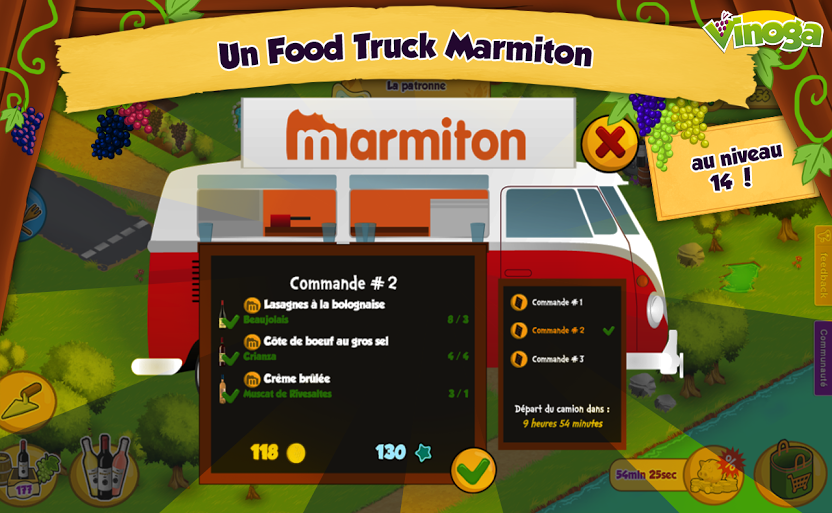 Un Food Truck Marmiton
Vinoga
La patronne
marmiton
au niveau
14 !
feedback
Communauté
Commande # 2
m Lasagnes à la bolognaise
Beaujolais 8 / 3
m Côte de boeuf au gros sel
Crianza 4 / 4
m Crème brûlée
Muscat de Rivesaltes 3 / 1
118
130
Commande # 1
Commande # 2
Commande # 3
Départ du camion dans :
9 heures 54 minutes
177
54min 25sec
%